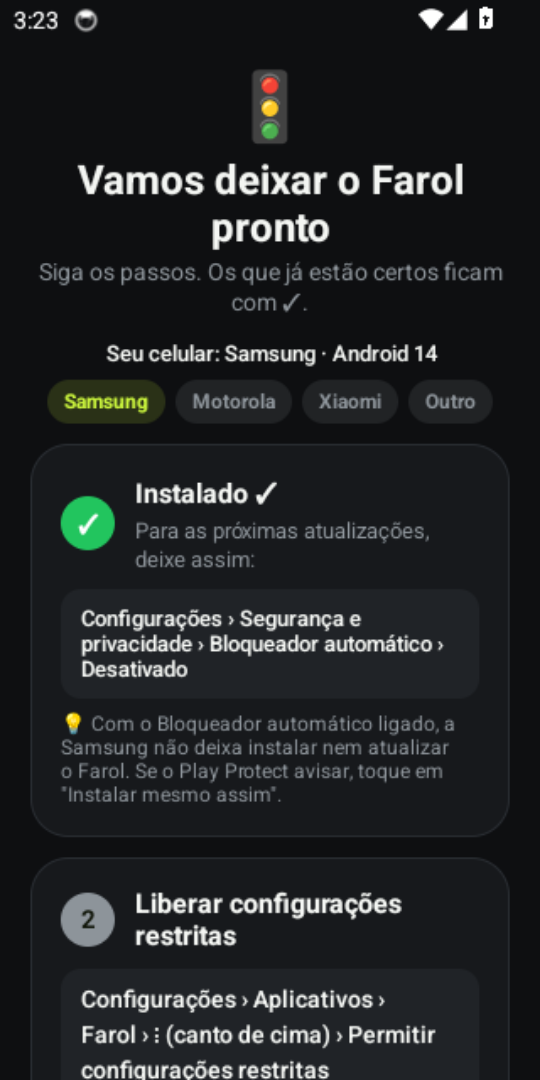 3:23
Vamos deixar o Farol
pronto
Siga os passos. Os que já estão certos ficam
com ✓.
Seu celular: Samsung · Android 14
Samsung Motorola Xiaomi Outro
Instalado ✓
Para as próximas atualizações,
deixe assim:
Configurações › Segurança e
privacidade › Bloqueador automático ›
Desativado
💡 Com o Bloqueador automático ligado, a
Samsung não deixa instalar nem atualizar
o Farol. Se o Play Protect avisar, toque em
"Instalar mesmo assim".
2
Liberar configurações
restritas
Configurações › Aplicativos ›
Farol › ⋮ (canto de cima) › Permitir
configurações restritas